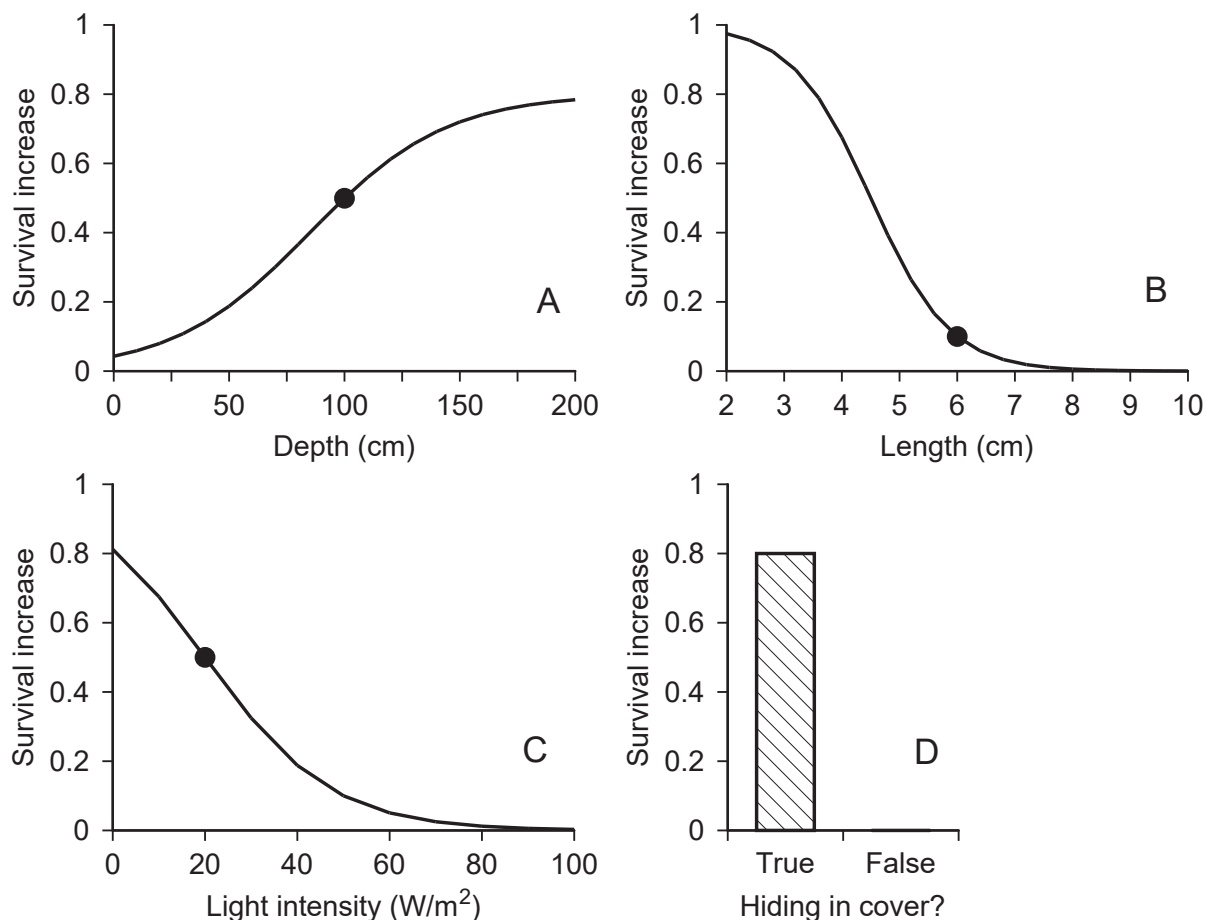 1
0.8
0.6
0.4
0.2
0
Survival increase
A
0 50 100 150 200
Depth (cm)
1
0.8
0.6
0.4
0.2
0
Survival increase
B
2 3 4 5 6 7 8 9 10
Length (cm)
1
0.8
0.6
0.4
0.2
0
Survival increase
C
0 20 40 60 80 100
Light intensity (W/m²)
1
0.8
0.6
0.4
0.2
0
Survival increase
D
True False
Hiding in cover?